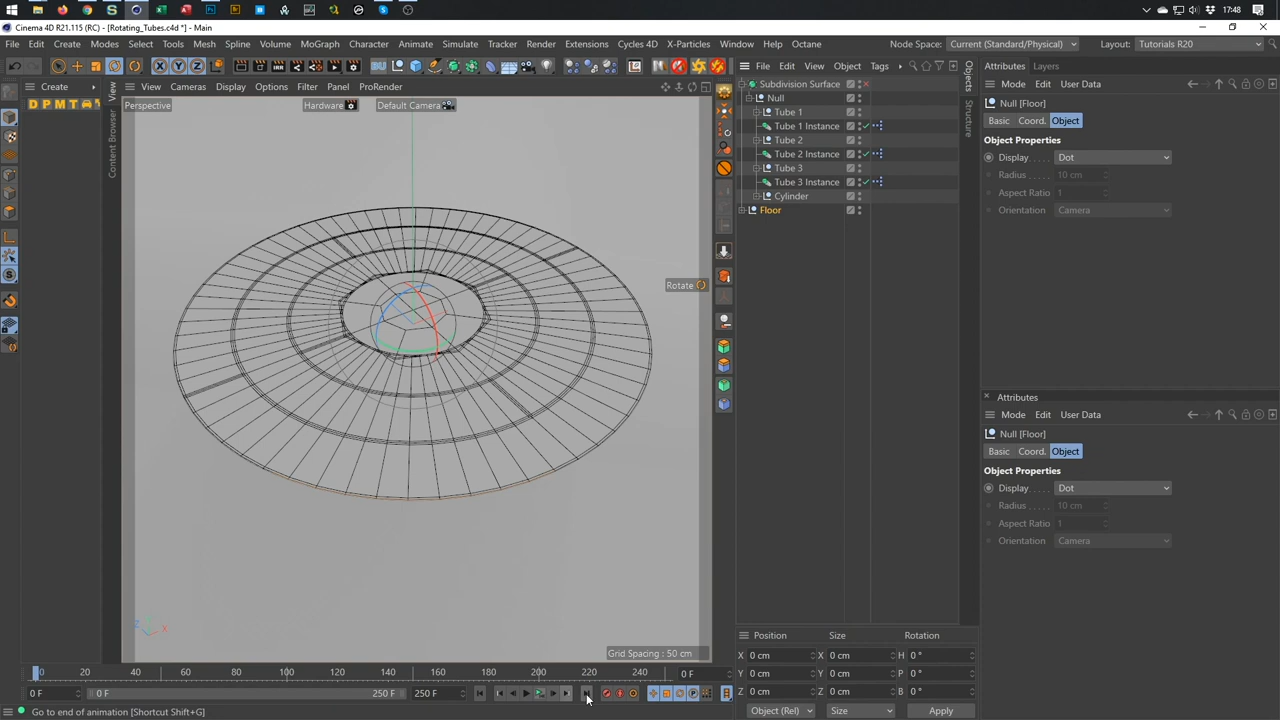 17:48
Cinema 4D R21.115 (RC) - [Rotating_Tubes.c4d *] - Main
File Edit Create Modes Select Tools Mesh Spline Volume MoGraph Character Animate Simulate Tracker Render Extensions Cycles 4D X-Particles Window Help Octane Node Space: Current (Standard/Physical) Layout: Tutorials R20
Create View Cameras Display Options Filter Panel ProRender
File Edit View Object Tags
Attributes Layers
Mode Edit User Data
DPMT
View
Content Browser
Perspective Hardware Default Camera
Objects
Structure
Subdivision Surface
Null
Tube 1
Tube 1 Instance
Tube 2
Tube 2 Instance
Tube 3
Tube 3 Instance
Cylinder
Floor
Null [Floor]
Basic Coord. Object
Object Properties
Display Dot
Radius 10 cm
Aspect Ratio 1
Orientation Camera
Rotate
Attributes
Mode Edit User Data
Null [Floor]
Basic Coord. Object
Object Properties
Display Dot
Radius 10 cm
Aspect Ratio 1
Orientation Camera
Y
Z X
Grid Spacing : 50 cm
0 20 40 60 80 100 120 140 160 180 200 220 240 0 F
0 F 0 F 250 F 250 F
Go to end of animation [Shortcut Shift+G]
Position Size Rotation
X 0 cm X 0 cm H 0 °
Y 0 cm Y 0 cm P 0 °
Z 0 cm Z 0 cm B 0 °
Object (Rel) Size Apply